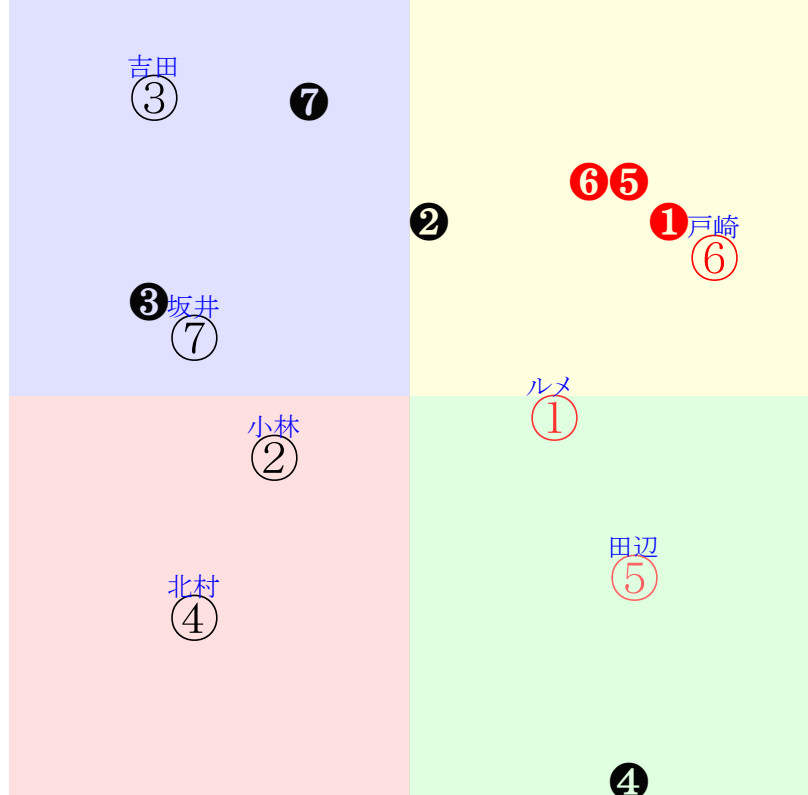 吉田
③
❼
❻❺
❷
❶戸崎
⑥
❸坂井
⑦
ルメ
①
小林
②
田辺
⑤
北村
④
❹